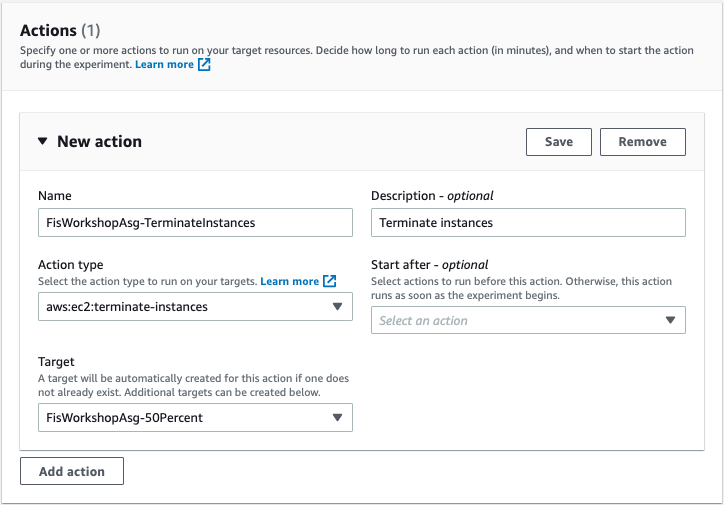 Actions (1)
Specify one or more actions to run on your target resources. Decide how long to run each action (in minutes), and when to start the action
during the experiment. Learn more
New action
Save
Remove
Name
FisWorkshopAsg-TerminateInstances
Description - optional
Terminate instances
Action type
Select the action type to run on your targets. Learn more
aws:ec2:terminate-instances
Start after - optional
Select actions to run before this action. Otherwise, this action
runs as soon as the experiment begins.
Select an action
Target
A target will be automatically created for this action if one does
not already exist. Additional targets can be created below.
FisWorkshopAsg-50Percent
Add action